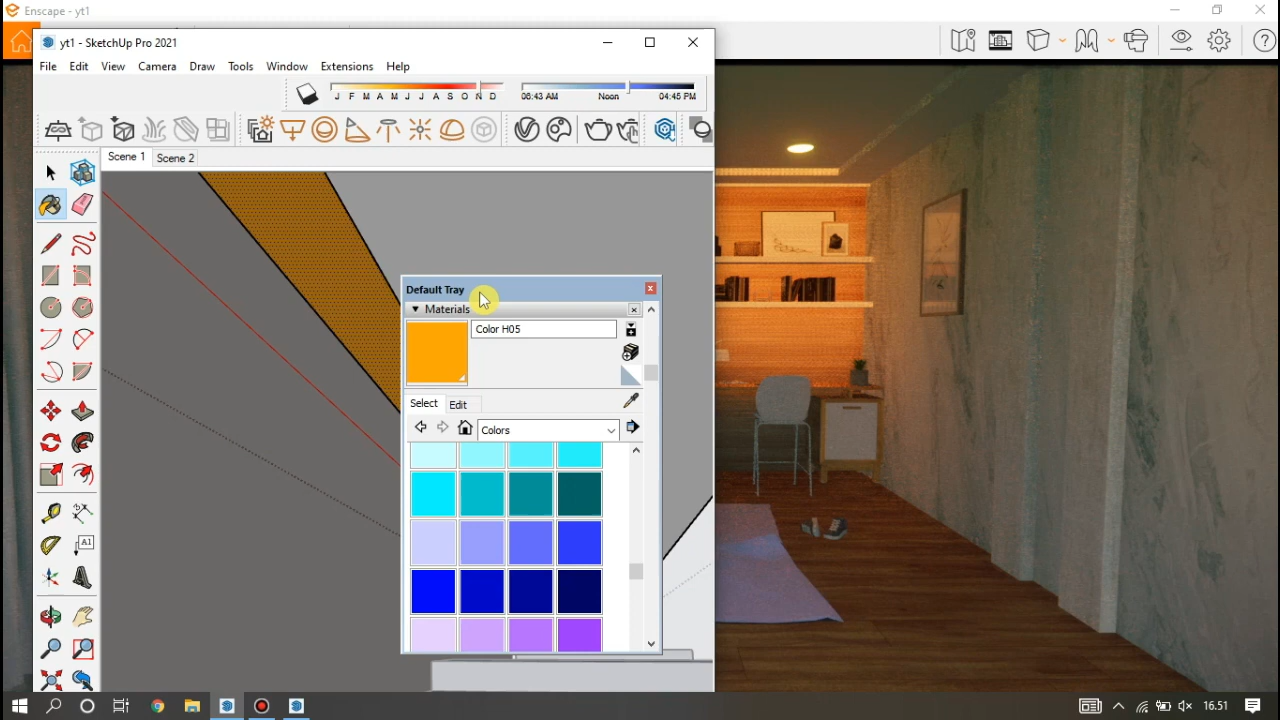 Enscape - yt1
yt1 - SketchUp Pro 2021
File Edit View Camera Draw Tools Window Extensions Help
J F M A M J J A S O N D
06:43 AM Noon 04:45 PM
Scene 1 Scene 2
Default Tray
Materials
Color H05
Select Edit
Colors
A1
16.51